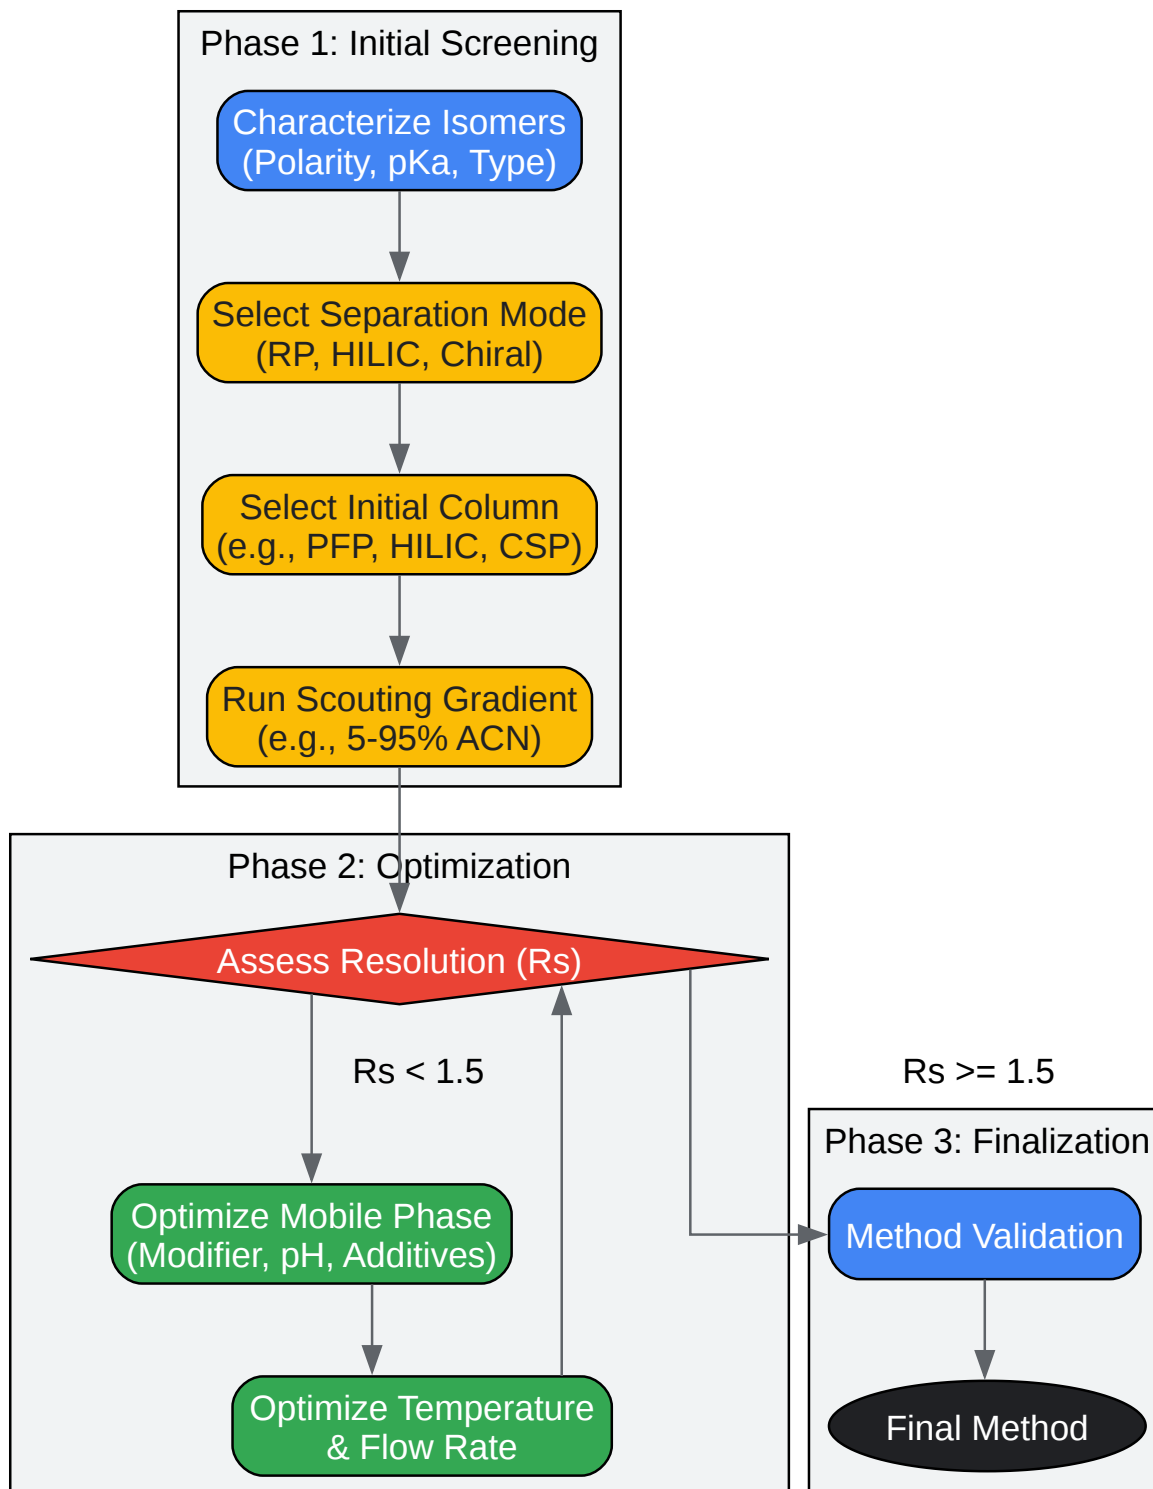 Phase 1: Initial Screening
Characterize Isomers
(Polarity, pKa, Type)
Select Separation Mode
(RP, HILIC, Chiral)
Select Initial Column
(e.g., PFP, HILIC, CSP)
Run Scouting Gradient
(e.g., 5-95% ACN)
Phase 2: Optimization
Assess Resolution (Rs)
Rs < 1.5
Optimize Mobile Phase
(Modifier, pH, Additives)
Optimize Temperature
& Flow Rate
Rs >= 1.5
Phase 3: Finalization
Method Validation
Final Method